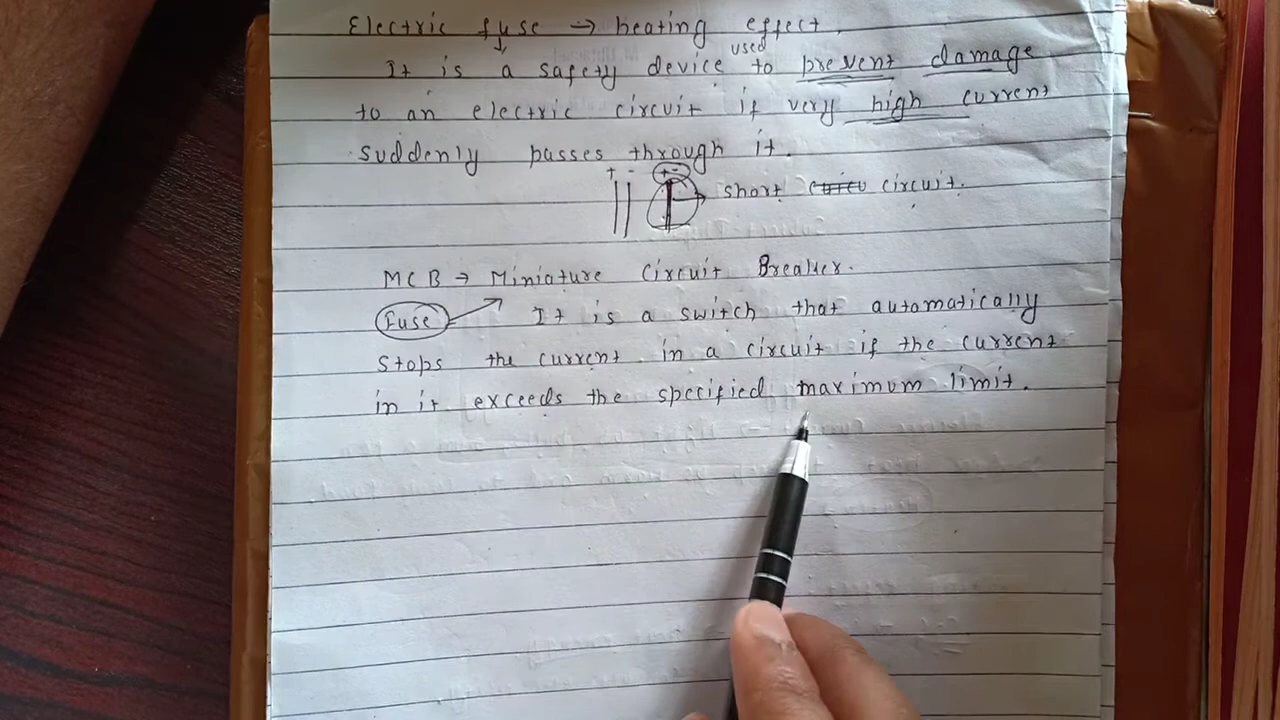 Electric fuse → heating effect.
used
It is a safety device to prevent damage
to an electric circuit if very high current
suddenly passes through it.
+ - + -
short circuit.
MCB → Miniature Circuit Breaker.
Fuse It is a switch that automatically
stops the current in a circuit if the current
in it exceeds the specified maximum limit.